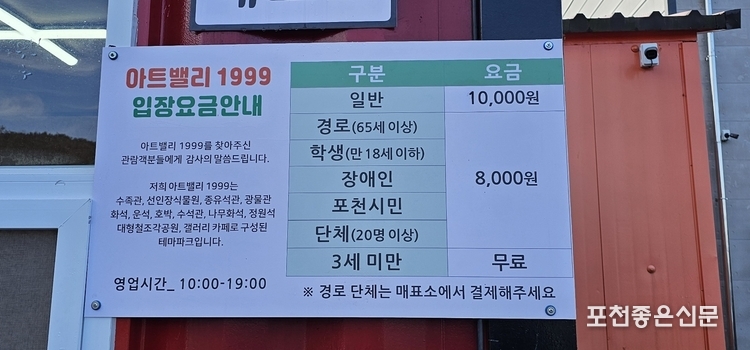 아트밸리 1999
입장요금안내
아트밸리 1999를 찾아주신
관람객분들에게 감사의 말씀드립니다.
저희 아트밸리 1999는
수족관, 선인장식물원, 종유석관, 광물관
화석, 운석, 호박, 수석관, 나무화석, 정원석
대형철조각공원, 갤러리 카페로 구성된
테마파크입니다.
영업시간_ 10:00-19:00
구분 요금
일반 10,000원
경로(65세 이상)
학생(만 18세 이하)
장애인 8,000원
포천시민
단체(20명 이상)
3세 미만 무료
※ 경로 단체는 매표소에서 결제해주세요
포천좋은신문